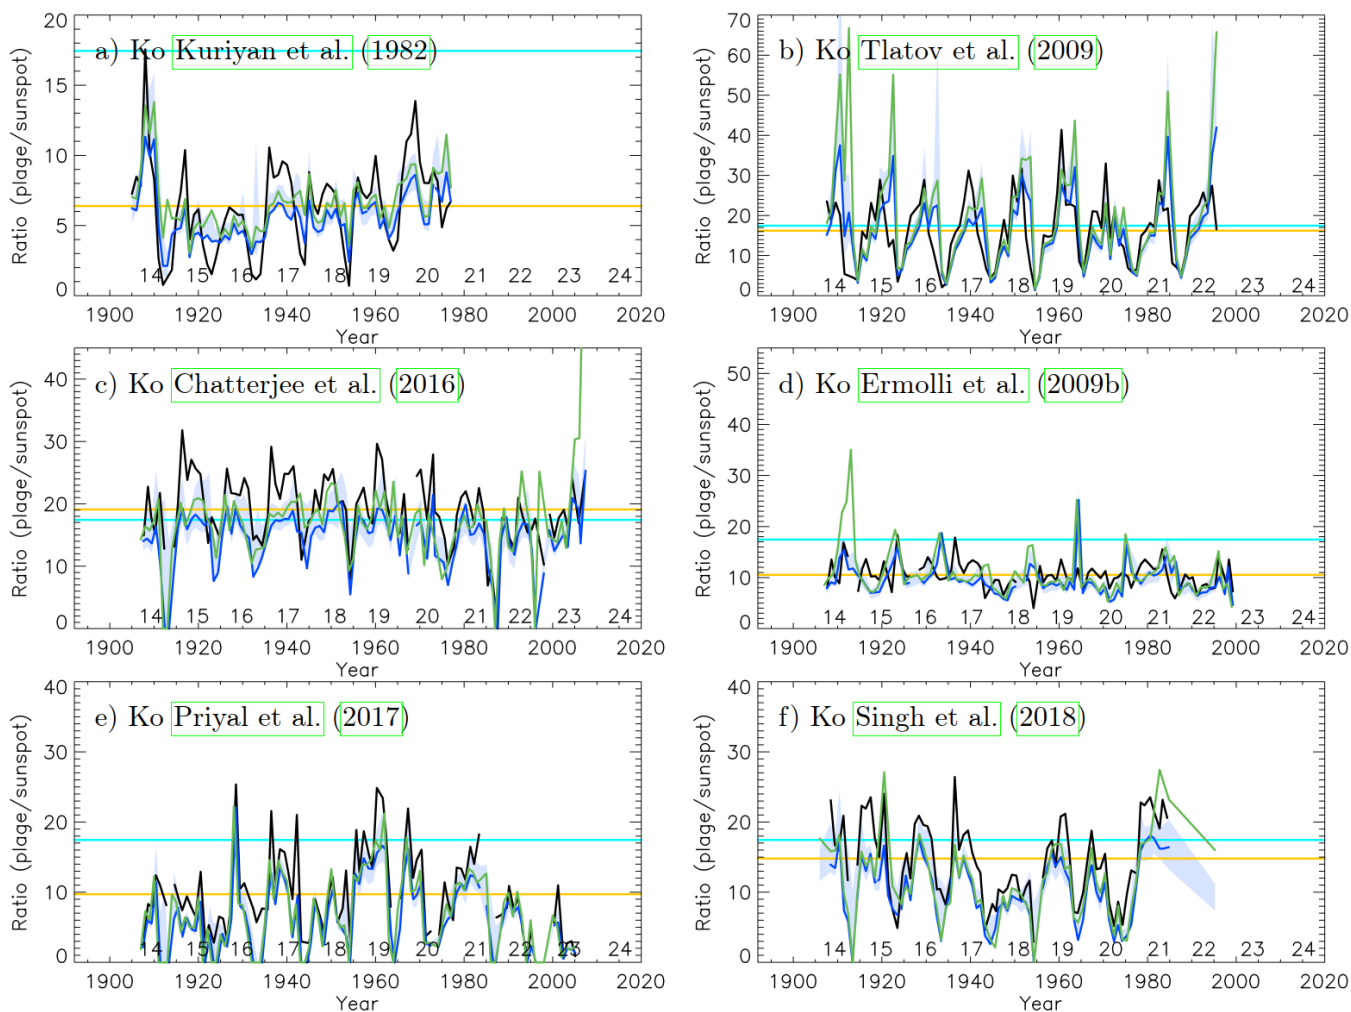 a) Ko Kuriyan et al. (1982)
Ratio (plage/sunspot)
20
15
10
5
0
14 15 16 17 18 19 20 21 22 23 24
1900 1920 1940 1960 1980 2000 2020
Year
b) Ko Tlatov et al. (2009)
Ratio (plage/sunspot)
70
60
50
40
30
20
10
0
14 15 16 17 18 19 20 21 22 23 24
1900 1920 1940 1960 1980 2000 2020
Year
c) Ko Chatterjee et al. (2016)
Ratio (plage/sunspot)
40
30
20
10
0
14 15 16 17 18 19 20 21 22 23 24
1900 1920 1940 1960 1980 2000 2020
Year
d) Ko Ermolli et al. (2009b)
Ratio (plage/sunspot)
50
40
30
20
10
0
14 15 16 17 18 19 20 21 22 23 24
1900 1920 1940 1960 1980 2000 2020
Year
e) Ko Priyal et al. (2017)
Ratio (plage/sunspot)
40
30
20
10
0
14 15 16 17 18 19 20 21 22 23 24
1900 1920 1940 1960 1980 2000 2020
Year
f) Ko Singh et al. (2018)
Ratio (plage/sunspot)
40
30
20
10
0
14 15 16 17 18 19 20 21 22 23 24
1900 1920 1940 1960 1980 2000 2020
Year